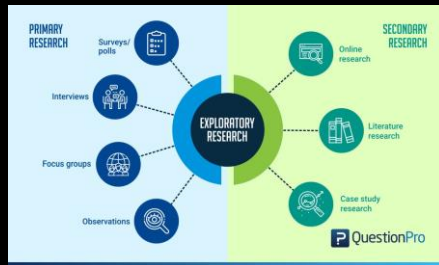 PRIMARY
RESEARCH
Surveys/
polls
Interviews
Focus groups
Observations
EXPLORATORY
RESEARCH
SECONDARY
RESEARCH
Online
research
Literature
research
Case study
research
QuestionPro